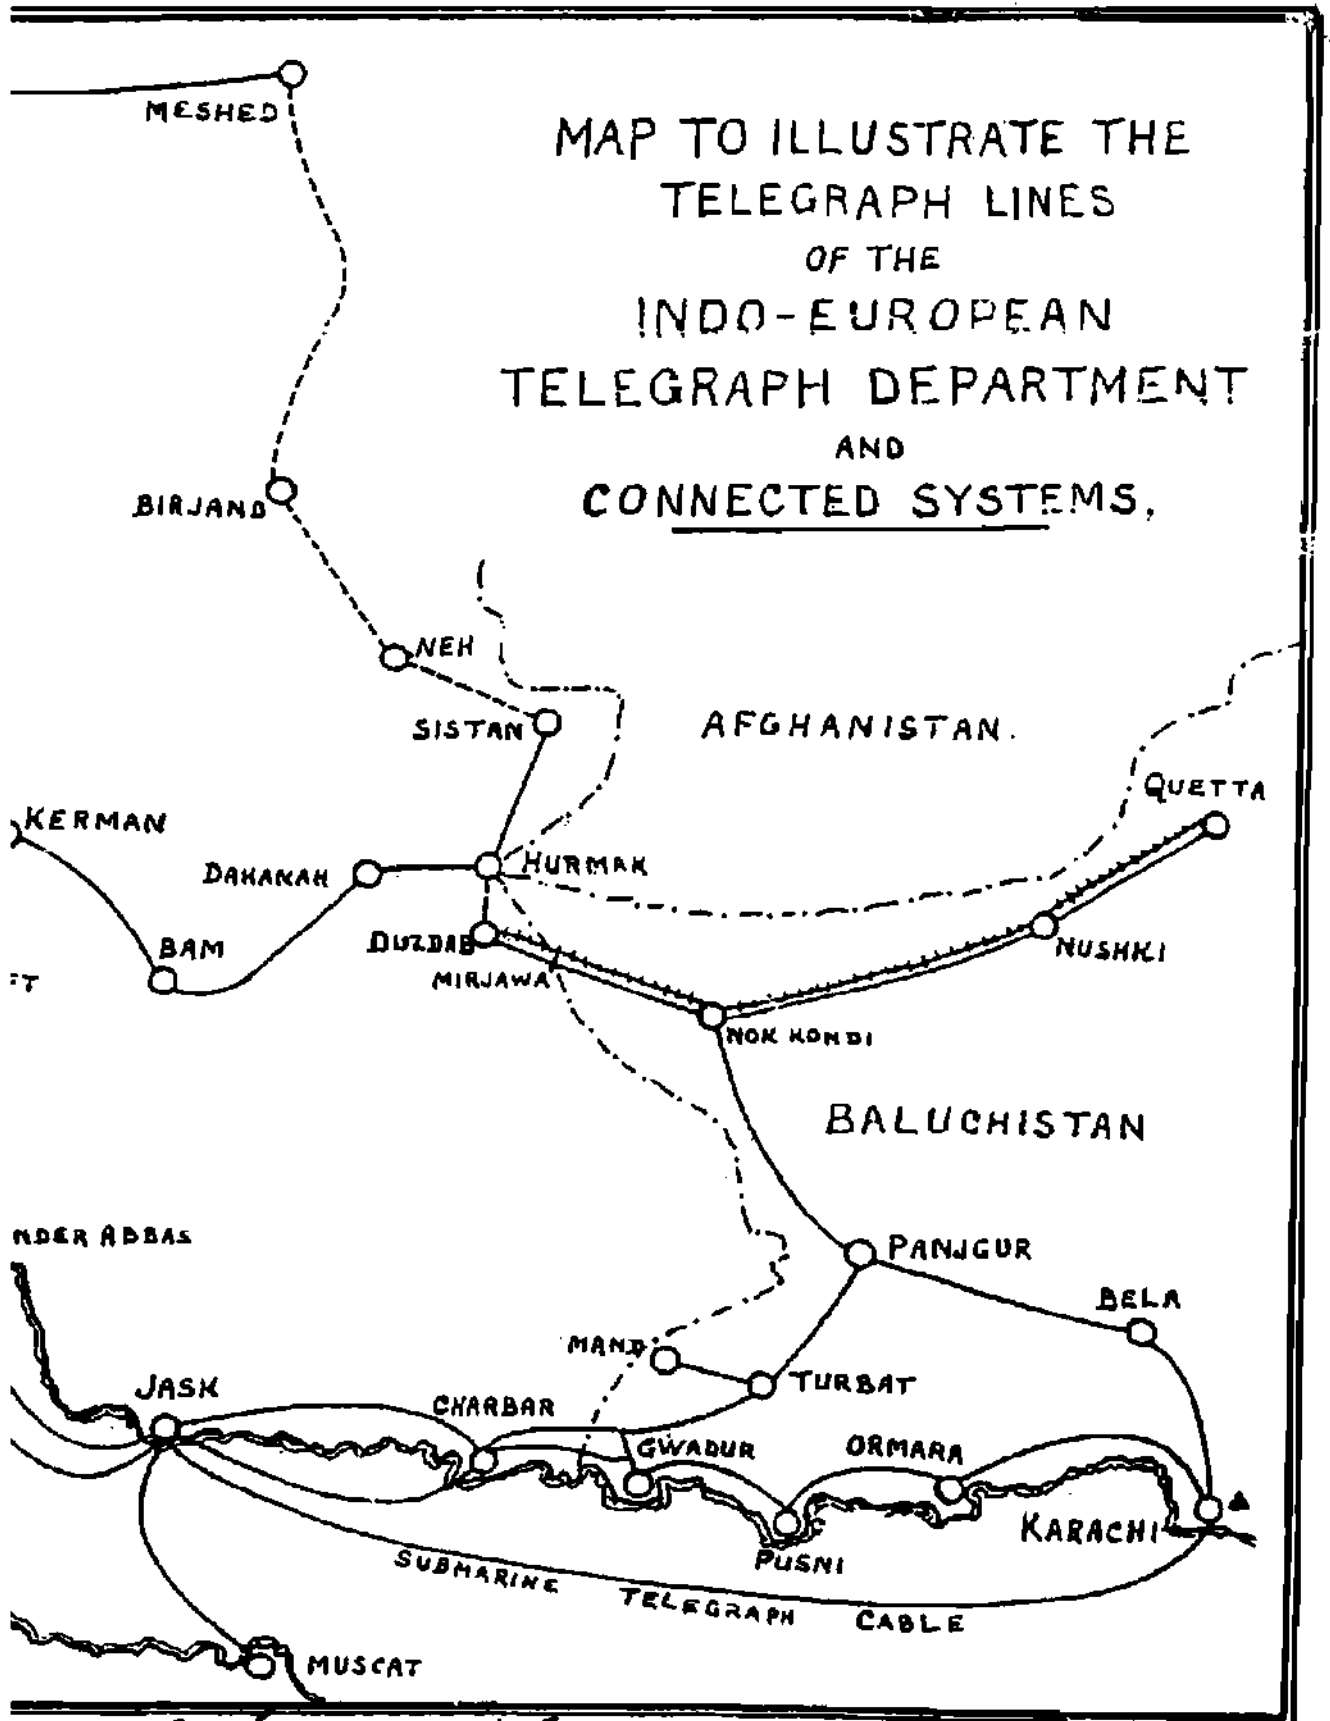 MESHED
MAP TO ILLUSTRATE THE
TELEGRAPH LINES
OF THE
INDO-EUROPEAN
TELEGRAPH DEPARTMENT
AND
CONNECTED SYSTEMS.
BIRJAND
NEH
SISTAN
AFGHANISTAN.
QUETTA
KERMAN
DAHANAH
HURMAK
DUZDAB
BAM
MIRJAWA
NUSHKI
FT
NOK KONDI
BALUCHISTAN
NDER ABBAS
PANJGUR
BELA
MAND
TURBAT
JASK
CHARBAR
GWADUR
ORMARA
KARACHI
PUSNI
SUBMARINE TELEGRAPH CABLE
MUSCAT